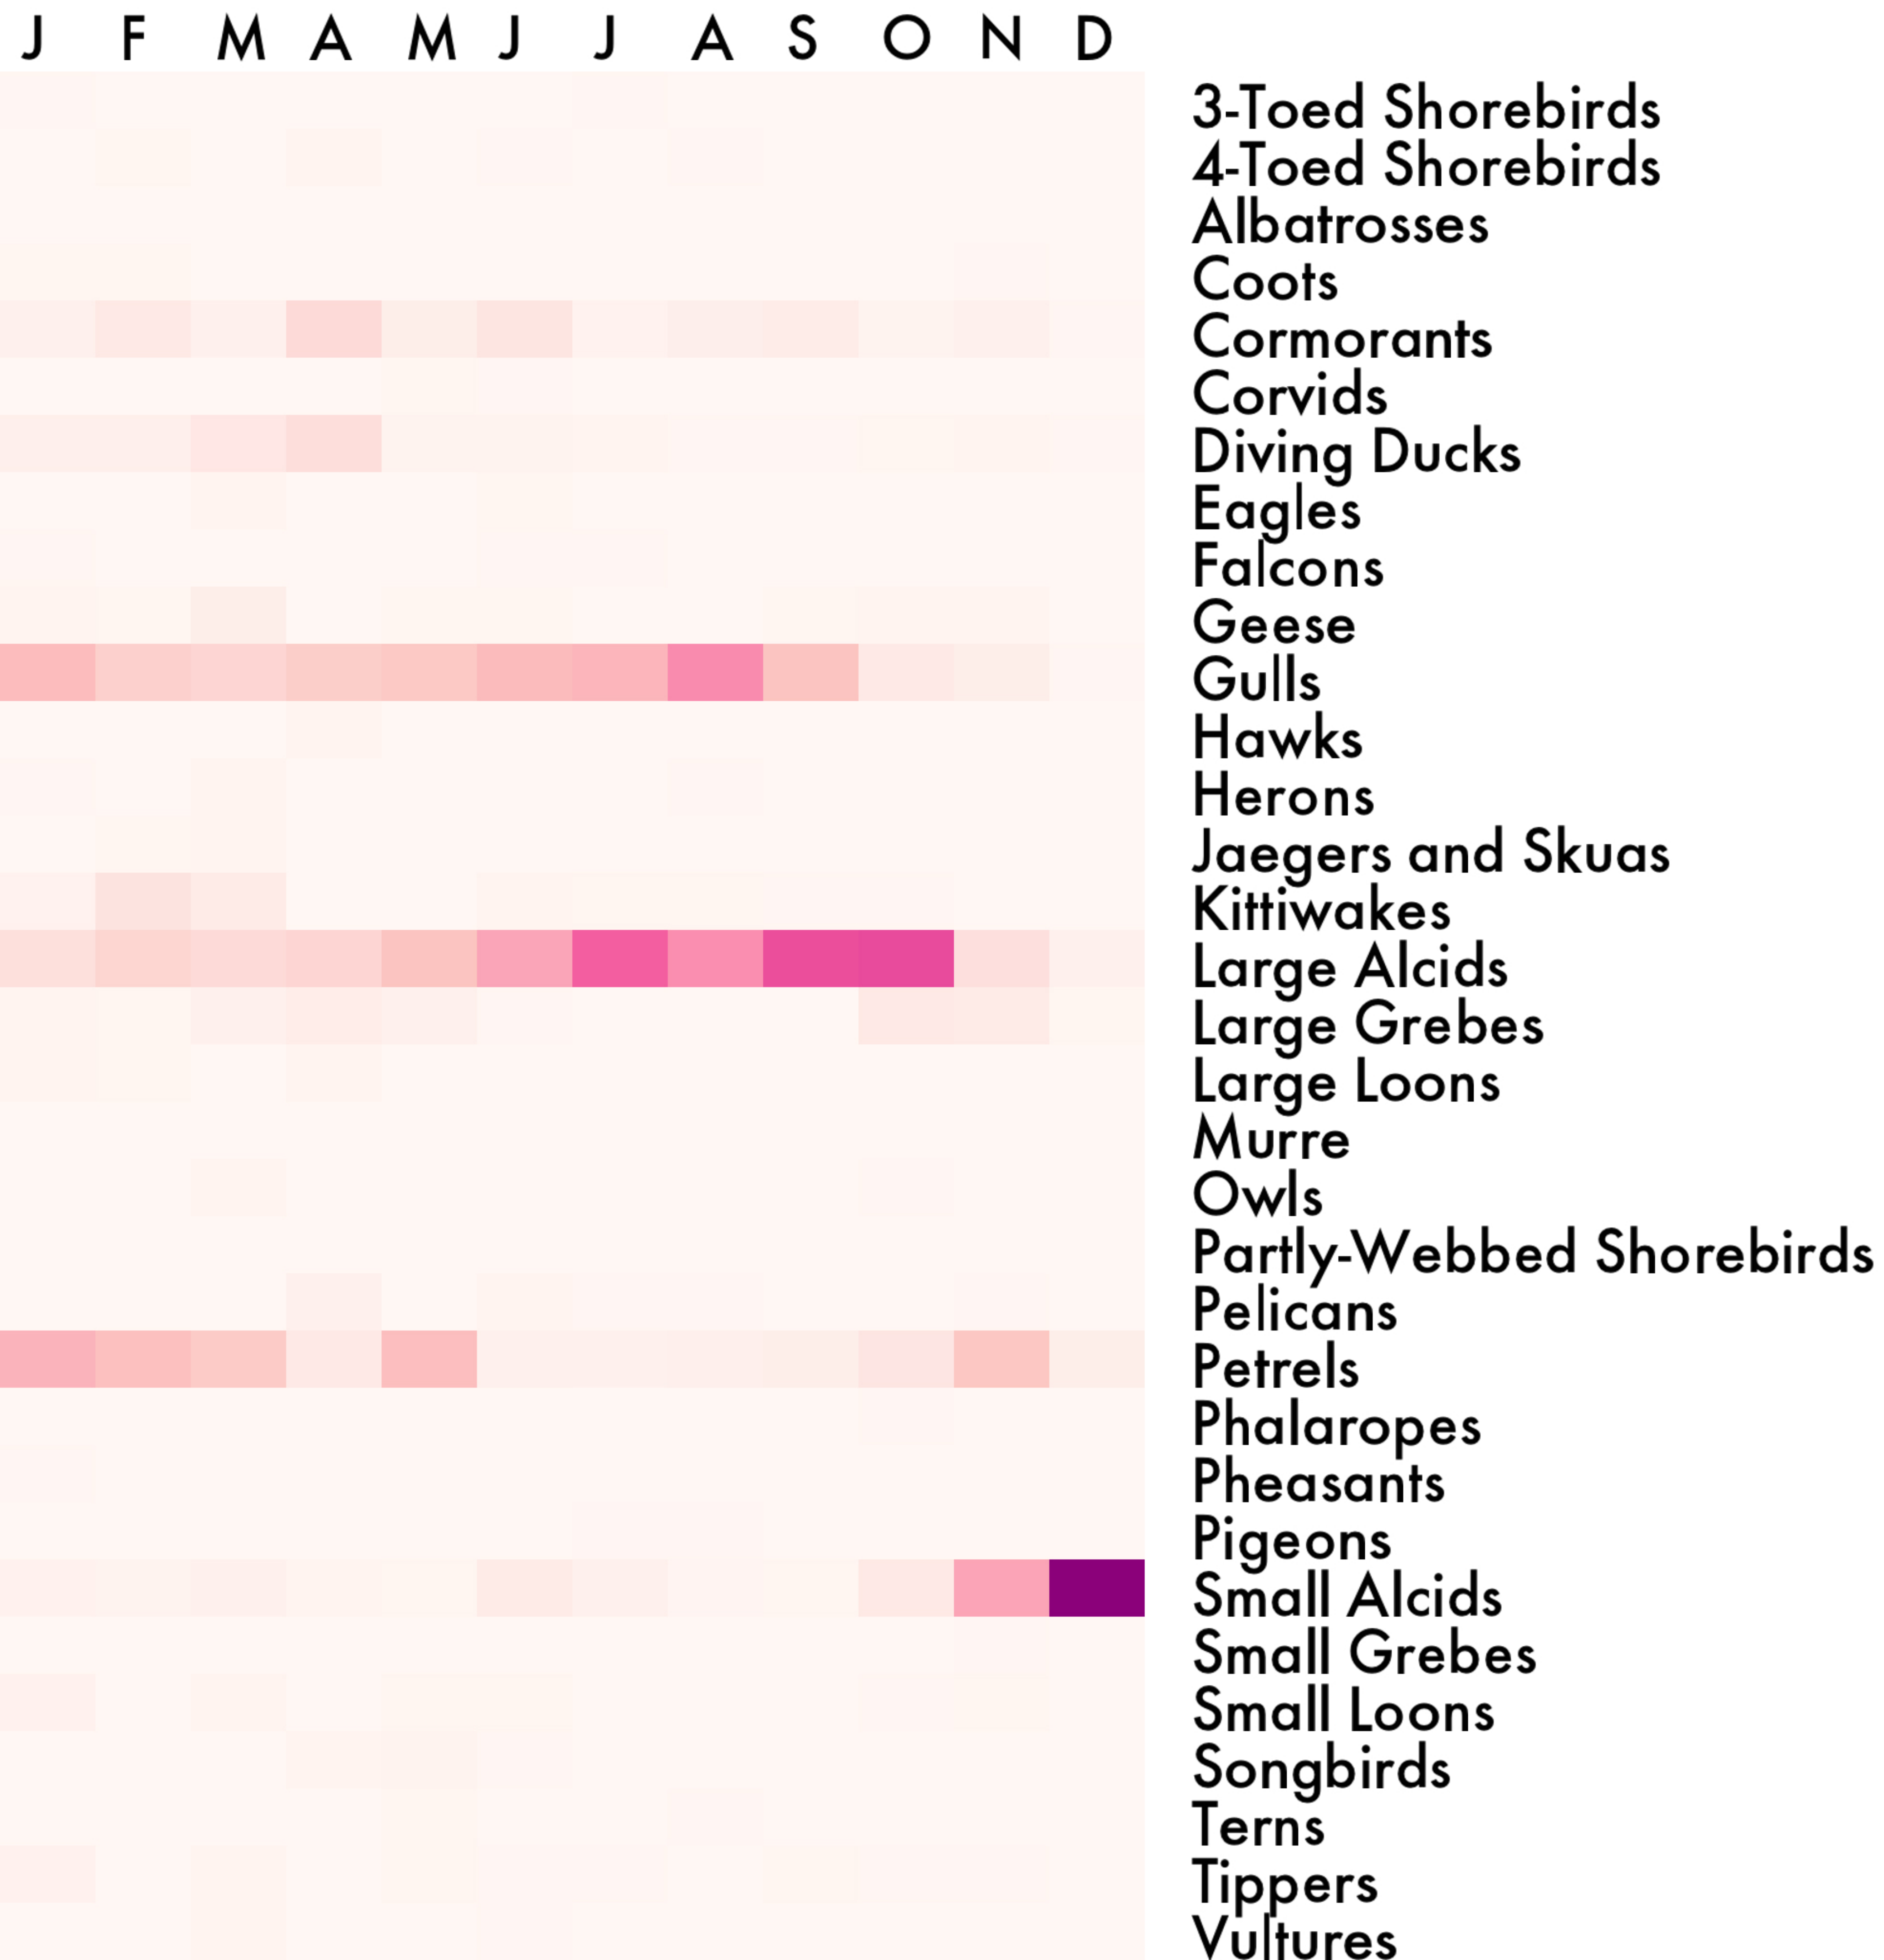 J F M A M J J A S O N D
3-Toed Shorebirds
4-Toed Shorebirds
Albatrosses
Coots
Cormorants
Corvids
Diving Ducks
Eagles
Falcons
Geese
Gulls
Hawks
Herons
Jaegers and Skuas
Kittiwakes
Large Alcids
Large Grebes
Large Loons
Murre
Owls
Partly-Webbed Shorebirds
Pelicans
Petrels
Phalaropes
Pheasants
Pigeons
Small Alcids
Small Grebes
Small Loons
Songbirds
Terns
Tippers
Vultures